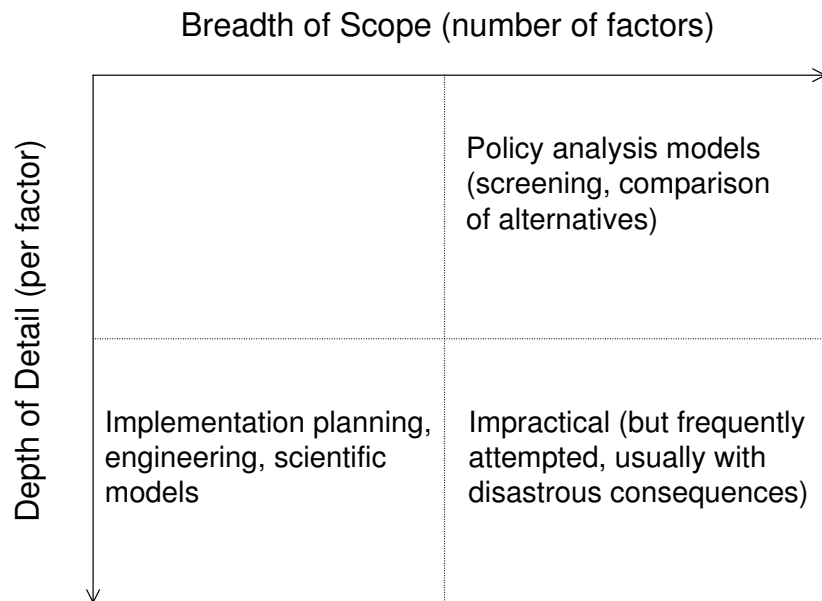 Breadth of Scope (number of factors)
Depth of Detail (per factor)
Policy analysis models
(screening, comparison
of alternatives)
Implementation planning,
engineering, scientific
models
Impractical (but frequently
attempted, usually with
disastrous consequences)